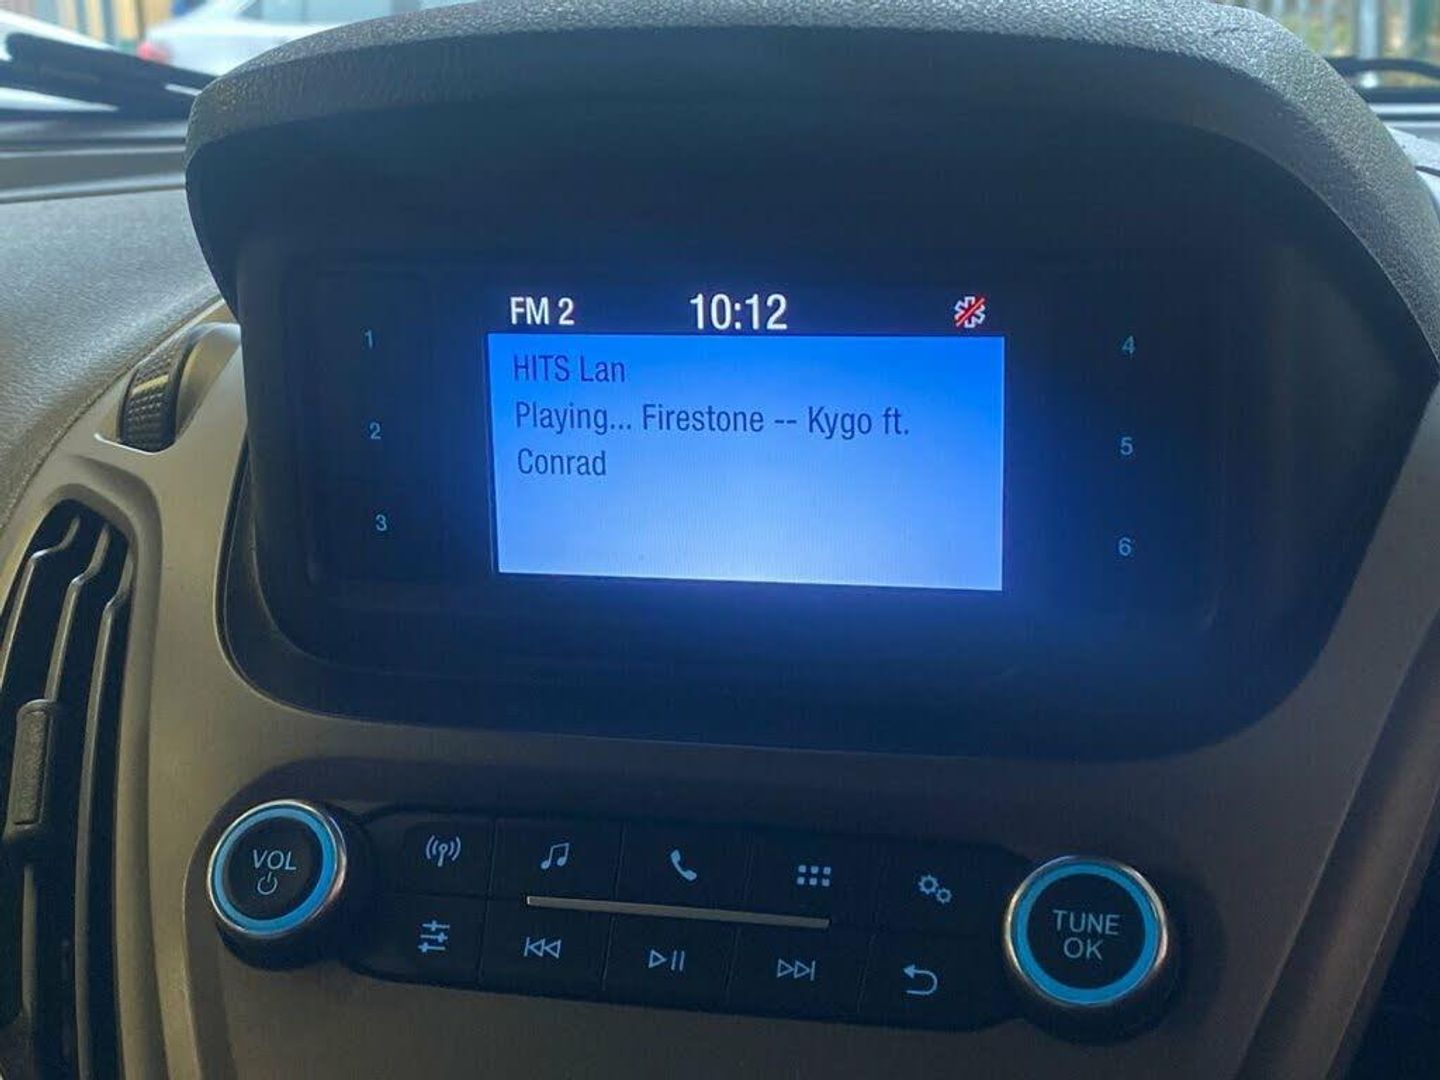 FM 2 10:12
HITS Lan
Playing... Firestone -- Kygo ft.
Conrad
1
2
3
4
5
6
VOL
TUNE
OK